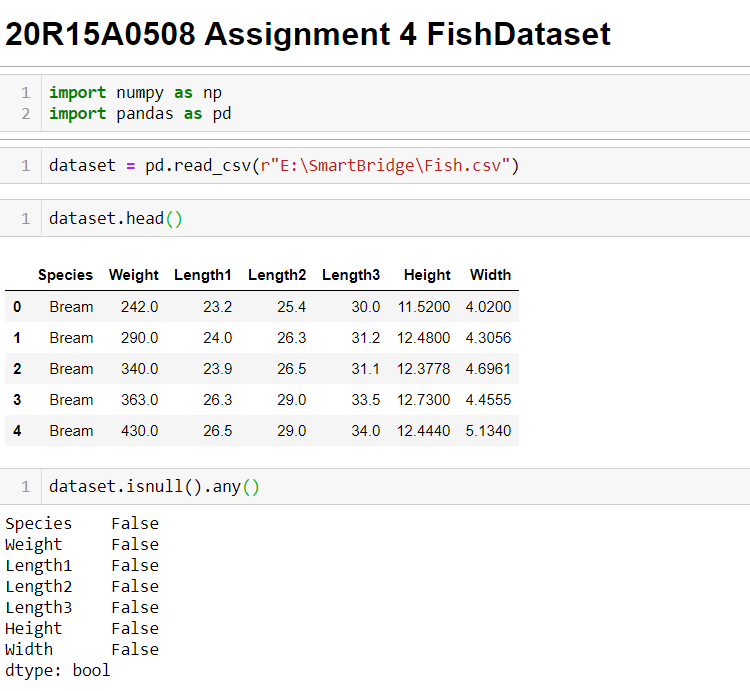 20R15A0508 Assignment 4 FishDataset
1 import numpy as np
2 import pandas as pd
1 dataset = pd.read_csv(r"E:\SmartBridge\Fish.csv")
1 dataset.head()
Species Weight Length1 Length2 Length3 Height Width
0 Bream 242.0 23.2 25.4 30.0 11.5200 4.0200
1 Bream 290.0 24.0 26.3 31.2 12.4800 4.3056
2 Bream 340.0 23.9 26.5 31.1 12.3778 4.6961
3 Bream 363.0 26.3 29.0 33.5 12.7300 4.4555
4 Bream 430.0 26.5 29.0 34.0 12.4440 5.1340
1 dataset.isnull().any()
Species False
Weight False
Length1 False
Length2 False
Length3 False
Height False
Width False
dtype: bool